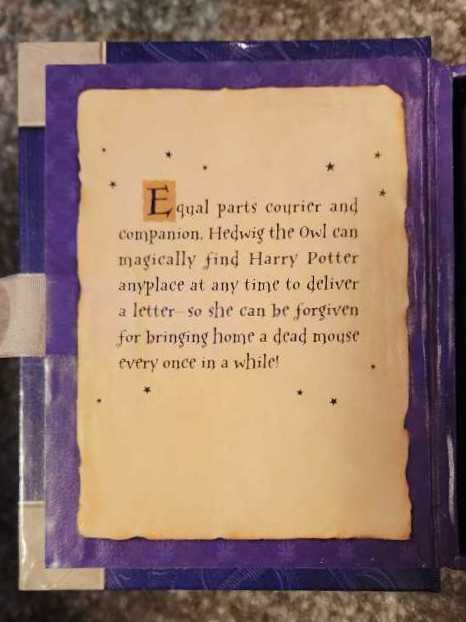 Equal parts courier and
companion, Hedwig the Owl can
magically find Harry Potter
anyplace at any time to deliver
a letter—so she can be forgiven
for bringing home a dead mouse
every once in a while!